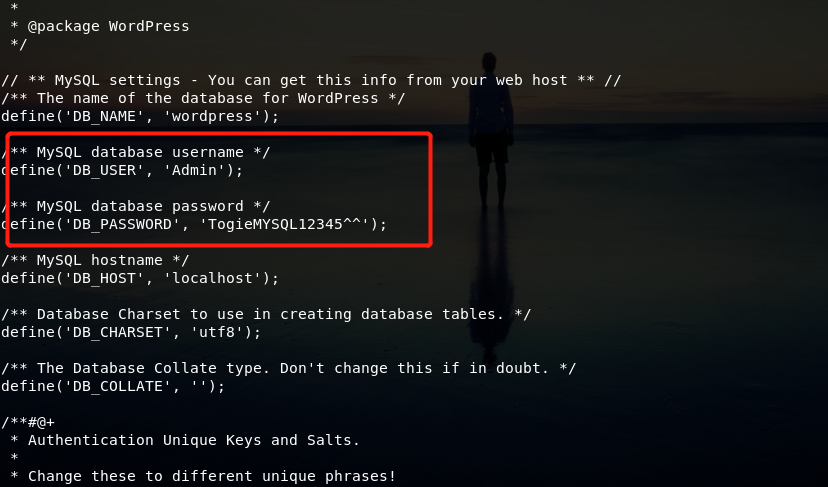 *
* @package WordPress
*/
// ** MySQL settings - You can get this info from your web host ** //
/** The name of the database for WordPress */
define('DB_NAME', 'wordpress');
/** MySQL database username */
define('DB_USER', 'Admin');
/** MySQL database password */
define('DB_PASSWORD', 'TogieMYSQL12345^^');
/** MySQL hostname */
define('DB_HOST', 'localhost');
/** Database Charset to use in creating database tables. */
define('DB_CHARSET', 'utf8');
/** The Database Collate type. Don't change this if in doubt. */
define('DB_COLLATE', '');
/**#@+
* Authentication Unique Keys and Salts.
*
* Change these to different unique phrases!